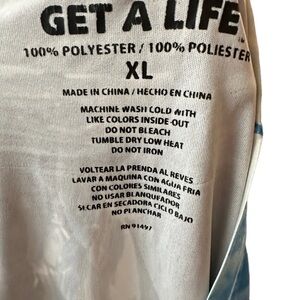 GET A LIFE
100% POLYESTER / 100% POLIESTER
XL
MADE IN CHINA / HECHO EN CHINA
MACHINE WASH COLD WITH
LIKE COLORS INSIDE-OUT
DO NOT BLEACH
TUMBLE DRY LOW HEAT
DO NOT IRON
VOLTEAR LA PRENDA AL REVES
LAVAR A MAQUINA CON AGUA FRIA
CON COLORES SIMILARES
NO USAR BLANQUEADOR
SECAR EN SECADORA CICLO BAJO
NO PLANCHAR
RN 91497